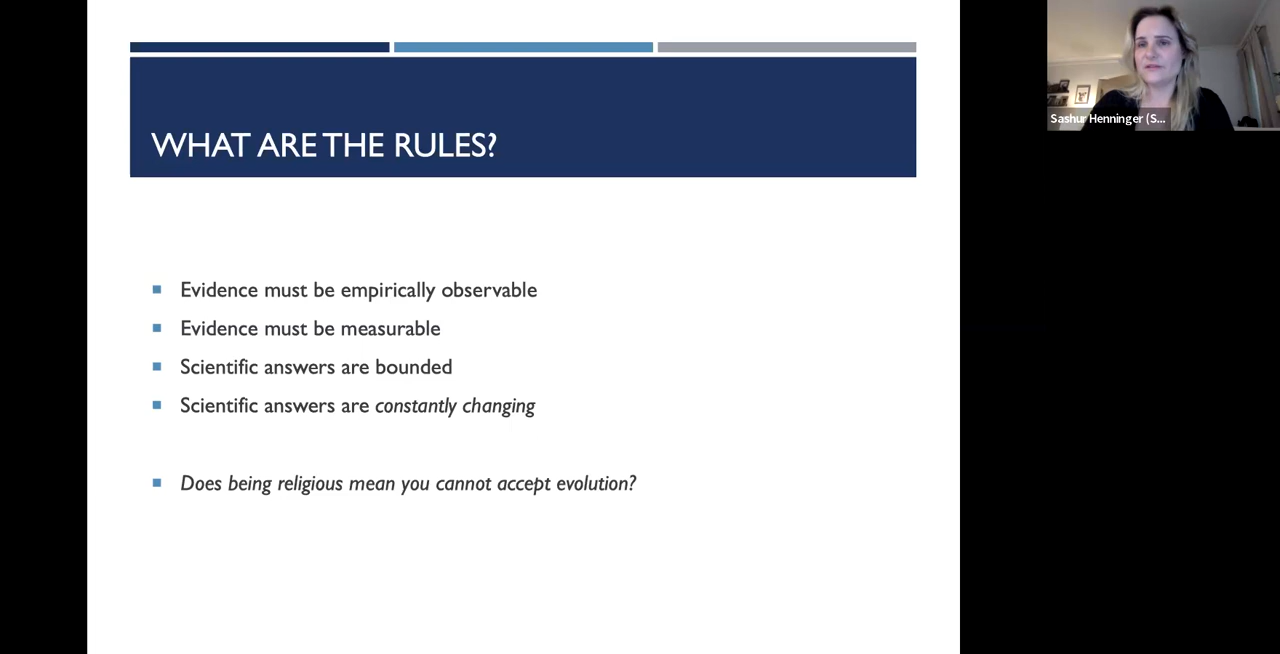 WHAT ARE THE RULES?
Evidence must be empirically observable
Evidence must be measurable
Scientific answers are bounded
Scientific answers are constantly changing
Does being religious mean you cannot accept evolution?
Sashur Henninger (S...